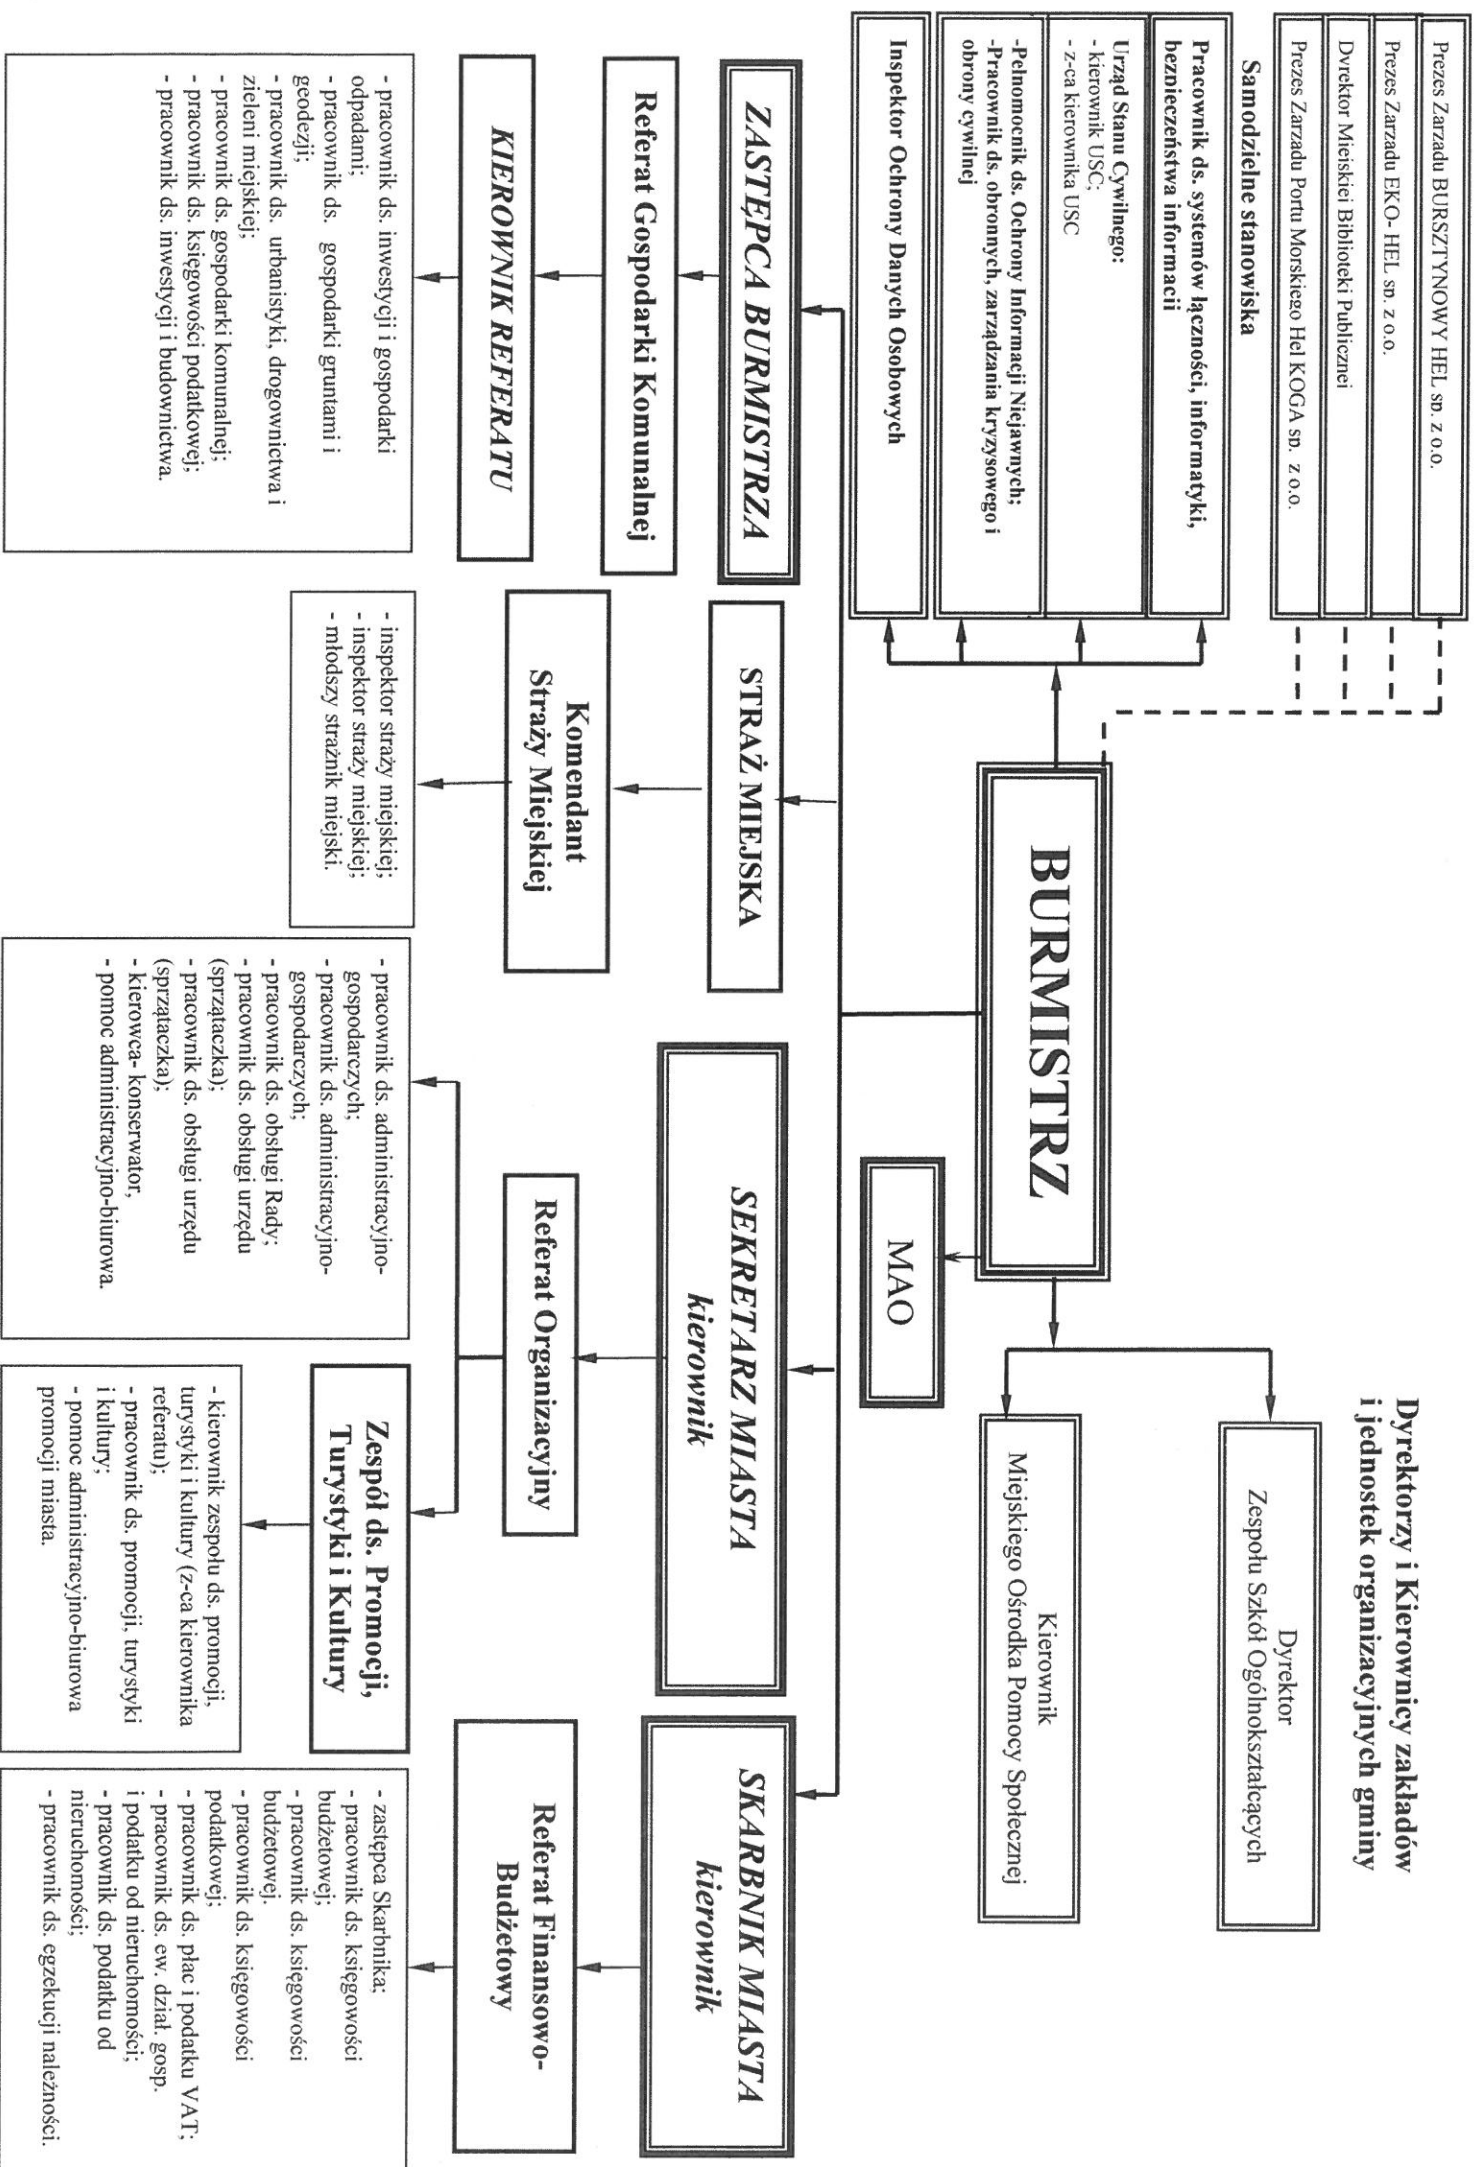 Prezes Zarządu BURSZTYNOWY HEL sp. z o.o.
Prezes Zarządu EKO- HEL sp. z o.o.
Dyrektor Miejskiej Biblioteki Publicznej
Prezes Zarządu Portu Morskiego Hel KOGA sp. z o.o.
Samodzielne stanowiska
Pracownik ds. systemów łączności, informatyki,
bezpieczeństwa informacji
Urząd Stanu Cywilnego:
- kierownik USC;
- z-ca kierownika USC
-Pełnomocnik ds. Ochrony Informacji Niejawnych;
-Pracownik ds. obronnych, zarządzania kryzysowego i
obrony cywilnej
Inspektor Ochrony Danych Osobowych
BURMISTRZ
MAO
Dyrektorzy i Kierownicy zakładów
i jednostek organizacyjnych gminy
Dyrektor
Zespołu Szkół Ogólnokształcących
Kierownik
Miejskiego Ośrodka Pomocy Społecznej
ZASTĘPCA BURMISTRZA
Referat Gospodarki Komunalnej
KIEROWNIK REFERATU
- pracownik ds. inwestycji i gospodarki
odpadami;
- pracownik ds. gospodarki gruntami i
geodezji;
- pracownik ds. urbanistyki, drogownictwa i
zieleni miejskiej;
- pracownik ds. gospodarki komunalnej;
- pracownik ds. księgowości podatkowej;
- pracownik ds. inwestycji i budownictwa.
STRAŻ MIEJSKA
Komendant
Straży Miejskiej
- inspektor straży miejskiej;
- inspektor straży miejskiej;
- młodszy strażnik miejski.
SEKRETARZ MIASTA
kierownik
Referat Organizacyjny
- pracownik ds. administracyjno-
gospodarczych;
- pracownik ds. administracyjno-
gospodarczych;
- pracownik ds. obsługi Rady;
- pracownik ds. obsługi urzędu
(sprzątaczka);
- pracownik ds. obsługi urzędu
(sprzątaczka);
- kierowca- konserwator,
- pomoc administracyjno-biurowa.
Zespół ds. Promocji,
Turystyki i Kultury
- kierownik zespołu ds. promocji,
turystyki i kultury (z-ca kierownika
referatu);
- pracownik ds. promocji, turystyki
i kultury;
- pomoc administracyjno-biurowa
promocji miasta.
SKARBNIK MIASTA
kierownik
Referat Finansowo-
Budżetowy
- zastępca Skarbnika;
- pracownik ds. księgowości
budżetowej;
- pracownik ds. księgowości
budżetowej.
- pracownik ds. księgowości
podatkowej;
- pracownik ds. płac i podatku VAT;
- pracownik ds. ew. dział. gosp.
i podatku od nieruchomości;
- pracownik ds. podatku od
nieruchomości;
- pracownik ds. egzekucji należności.